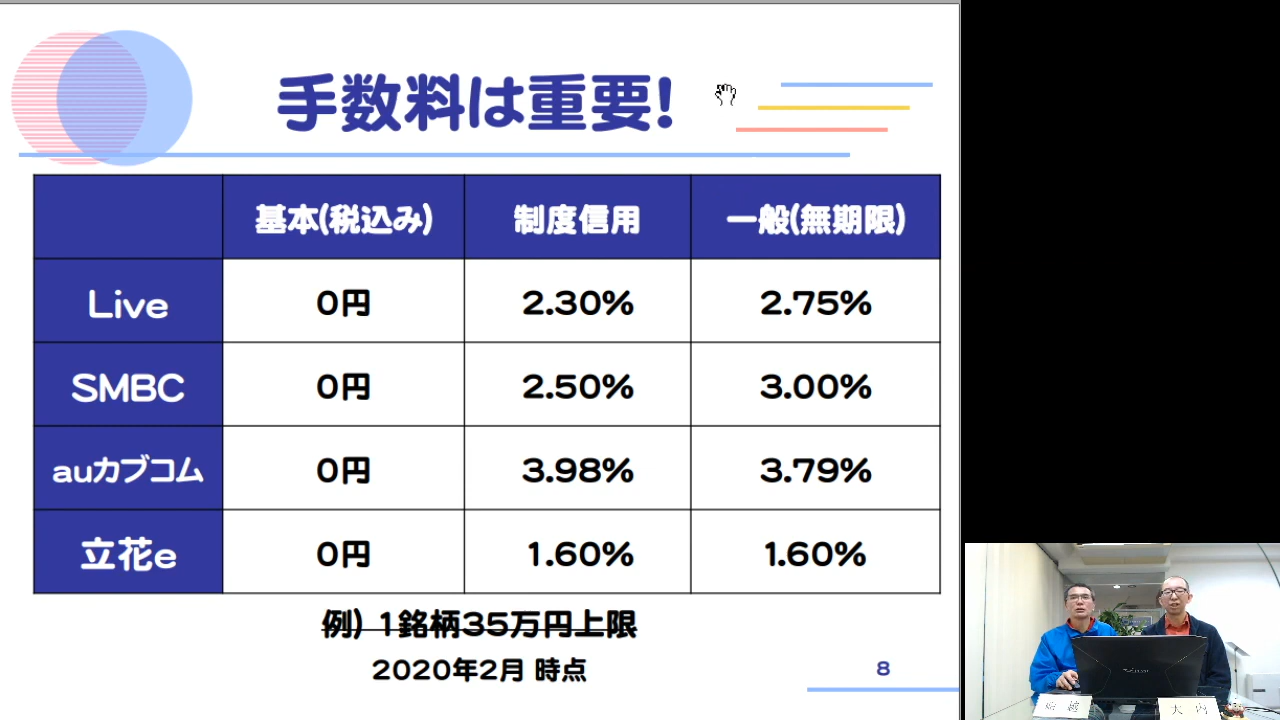 手数料は重要!
基本(税込み) 制度信用 一般(無期限)
Live 0円 2.30% 2.75%
SMBC 0円 2.50% 3.00%
auカブコム 0円 3.98% 3.79%
立花e 0円 1.60% 1.60%
例) 1銘柄35万円上限
2020年2月 時点
8
大 内